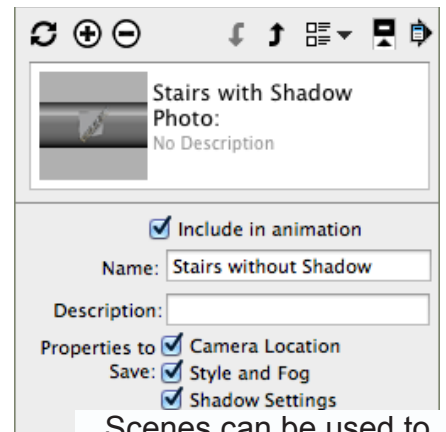 Stairs with Shadow
Photo:
No Description
Include in animation
Name: Stairs without Shadow
Description:
Properties to Camera Location
Save: Style and Fog
Shadow Settings
Scenes can be used to